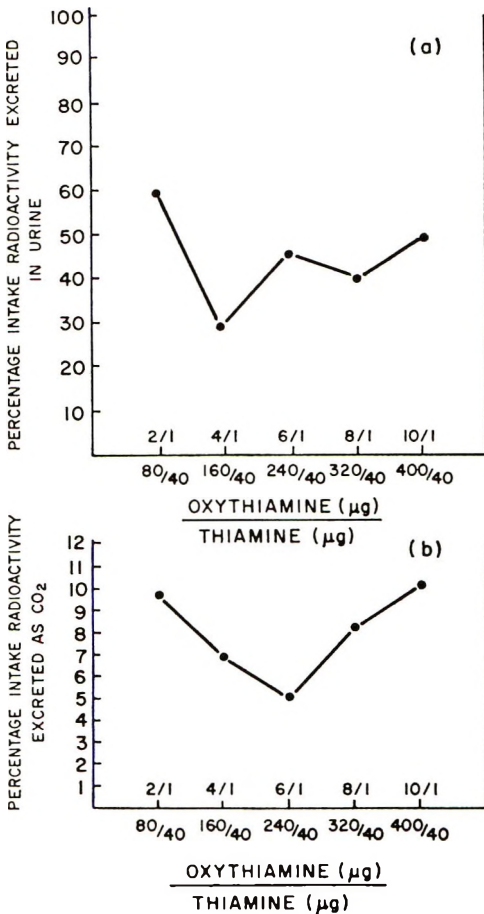 PERCENTAGE INTAKE RADIOACTIVITY EXCRETED
IN URINE
100
90
80
70
60
50
40
30
20
10
(a)
2/1 4/1 6/1 8/1 10/1
80/40 160/40 240/40 320/40 400/40
OXYTHIAMINE (µg)
THIAMINE (µg)
PERCENTAGE INTAKE RADIOACTIVITY
EXCRETED AS CO2
12
11
10
9
8
7
6
5
4
3
2
1
(b)
2/1 4/1 6/1 8/1 10/1
80/40 160/40 240/40 320/40 400/40
OXYTHIAMINE (µg)
THIAMINE (µg)